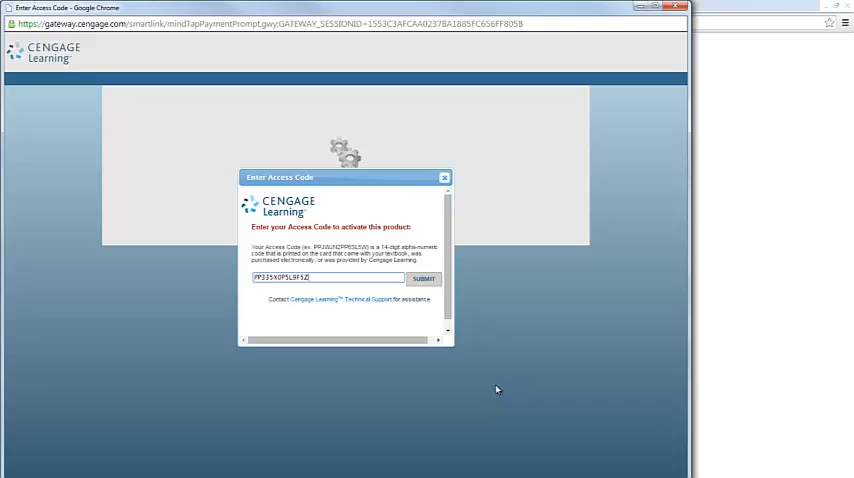 Enter Access Code - Google Chrome
https://gateway.cengage.com/smartlink/mindTapPaymentPrompt.gwy;GATEWAY_SESSIONID=1553C3AFCAA0237BA1885FC656FF805B
CENGAGE
Learning™
Enter Access Code
CENGAGE
Learning™
Enter your Access Code to activate this product:
Your Access Code (ex. PPJWUN2PP6SL5W) is a 14-digit alpha-numeric
code that is printed on the card that came with your textbook, was
purchased electronically, or was provided by Cengage Learning.
PP335X0P5L9F5Z
SUBMIT
Contact Cengage Learning™ Technical Support for assistance.